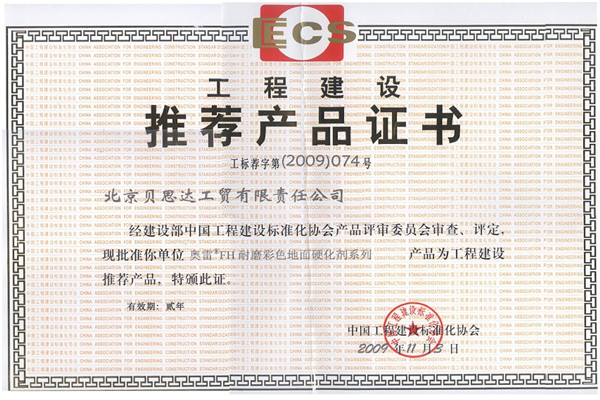 ECS
工程建设
推荐产品证书
工标荐字第(2009)074号
北京贝思达工贸有限责任公司
经建设部中国工程建设标准化协会产品评审委员会审查、评定，
现批准你单位 奥雷®FH 耐磨彩色地面硬化剂系列 产品为工程建设
推荐产品，特颁此证。
有效期：贰年
中国工程建设标准化协会
2009年11月3日